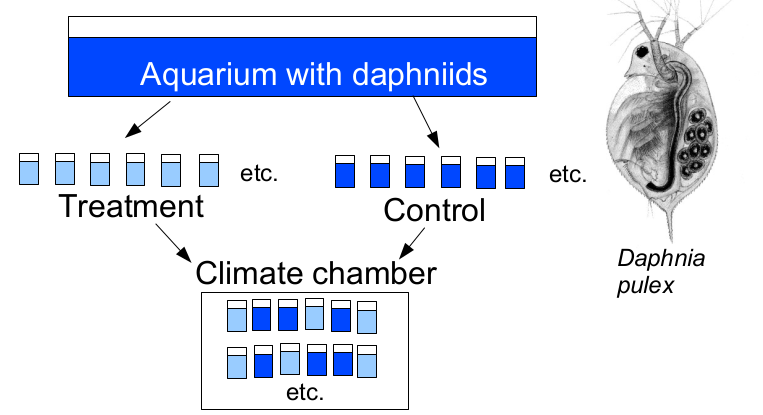 Aquarium with daphniids
etc.
etc.
Treatment
Control
Climate chamber
etc.
Daphnia
pulex